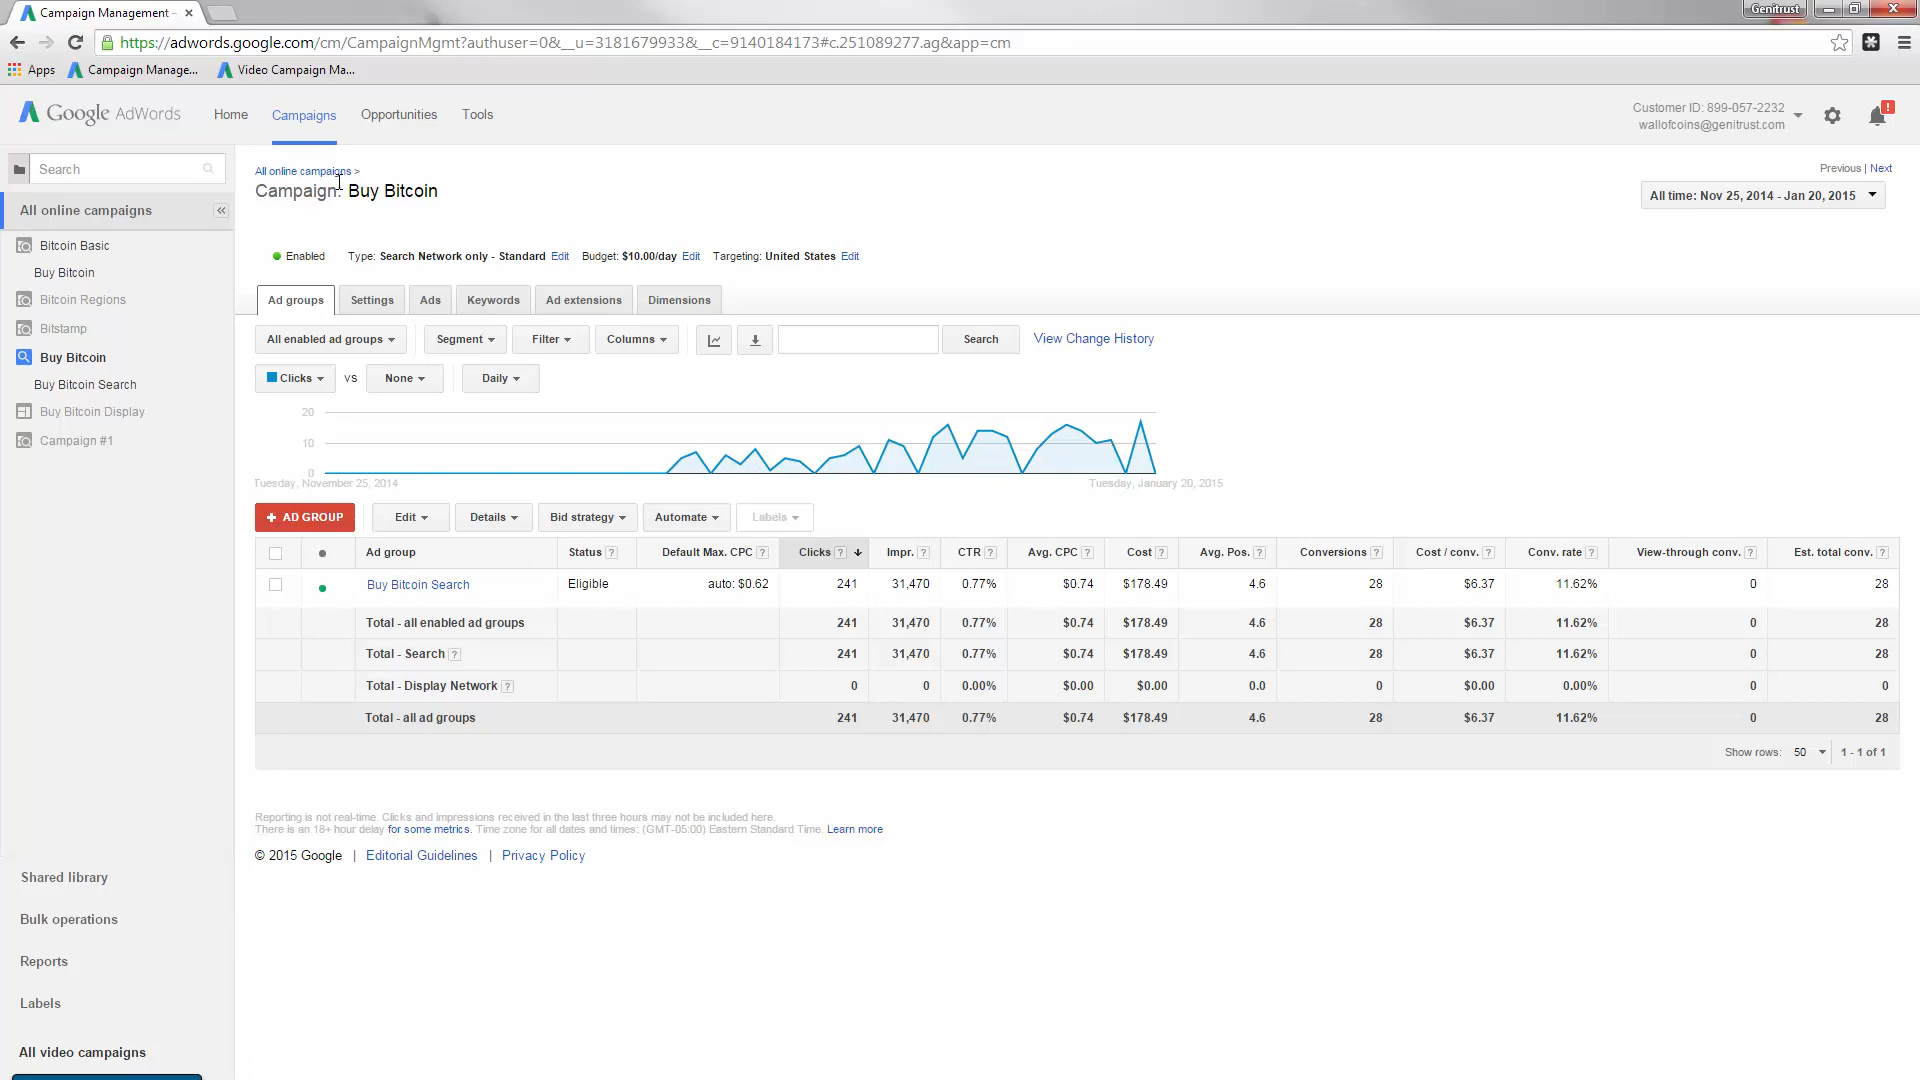 Campaign Management -
Genitrust
https://adwords.google.com/cm/CampaignMgmt?authuser=0&__u=3181679933&__c=9140184173#c.251089277.ag&app=cm
Apps Campaign Manage... Video Campaign Ma...
Google AdWords Home Campaigns Opportunities Tools
Customer ID: 899-057-2232
wallofcoins@genitrust.com
!
Search
All online campaigns
Bitcoin Basic
Buy Bitcoin
Bitcoin Regions
Bitstamp
Buy Bitcoin
Buy Bitcoin Search
Buy Bitcoin Display
Campaign #1
Shared library
Bulk operations
Reports
Labels
All video campaigns
All online campaigns >
Campaign: Buy Bitcoin
Previous | Next
All time: Nov 25, 2014 - Jan 20, 2015
Enabled Type: Search Network only - Standard Edit Budget: $10.00/day Edit Targeting: United States Edit
Ad groups Settings Ads Keywords Ad extensions Dimensions
All enabled ad groups Segment Filter Columns Search View Change History
Clicks vs None Daily
20
10
0
Tuesday, November 25, 2014 Tuesday, January 20, 2015
+ AD GROUP Edit Details Bid strategy Automate Labels
Ad group Status ? Default Max. CPC ? Clicks ? Impr. ? CTR ? Avg. CPC ? Cost ? Avg. Pos. ? Conversions ? Cost / conv. ? Conv. rate ? View-through conv. ? Est. total conv. ?
Buy Bitcoin Search Eligible auto: $0.62 241 31,470 0.77% $0.74 $178.49 4.6 28 $6.37 11.62% 0 28
Total - all enabled ad groups 241 31,470 0.77% $0.74 $178.49 4.6 28 $6.37 11.62% 0 28
Total - Search ? 241 31,470 0.77% $0.74 $178.49 4.6 28 $6.37 11.62% 0 28
Total - Display Network ? 0 0 0.00% $0.00 $0.00 0.0 0 $0.00 0.00% 0 0
Total - all ad groups 241 31,470 0.77% $0.74 $178.49 4.6 28 $6.37 11.62% 0 28
Show rows: 50 1 - 1 of 1
Reporting is not real-time. Clicks and impressions received in the last three hours may not be included here.
There is an 18+ hour delay for some metrics. Time zone for all dates and times: (GMT-05:00) Eastern Standard Time. Learn more
© 2015 Google | Editorial Guidelines | Privacy Policy